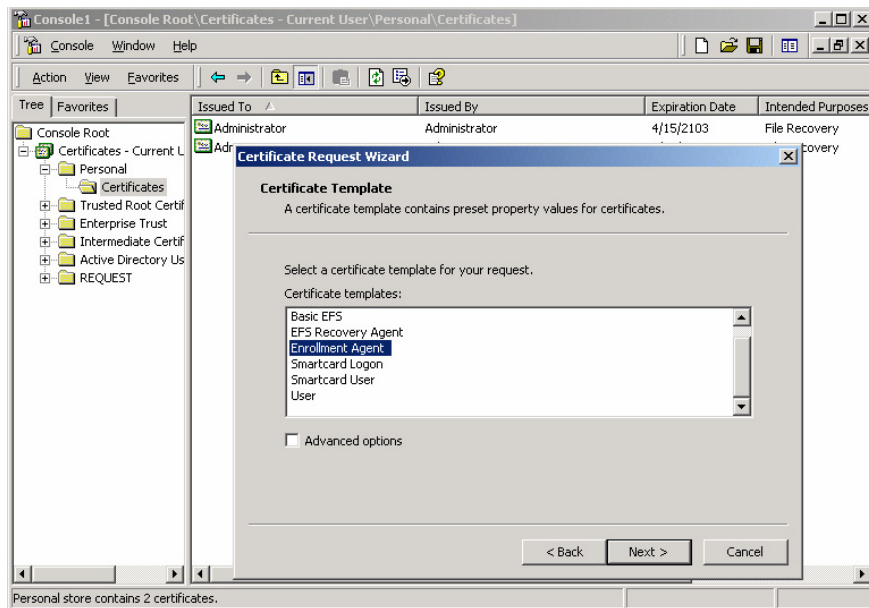 Console1 - [Console Root\Certificates - Current User\Personal\Certificates]
Console Window Help
Action View Favorites
Tree Favorites
Issued To Issued By Expiration Date Intended Purposes
Console Root
Certificates - Current U
Personal
Certificates
Trusted Root Certif
Enterprise Trust
Intermediate Certif
Active Directory Us
REQUEST
Administrator Administrator 4/15/2103 File Recovery
Adr
covery
Certificate Request Wizard
Certificate Template
A certificate template contains preset property values for certificates.
Select a certificate template for your request.
Certificate templates:
Basic EFS
EFS Recovery Agent
Enrollment Agent
Smartcard Logon
Smartcard User
User
Advanced options
< Back Next > Cancel
Personal store contains 2 certificates.